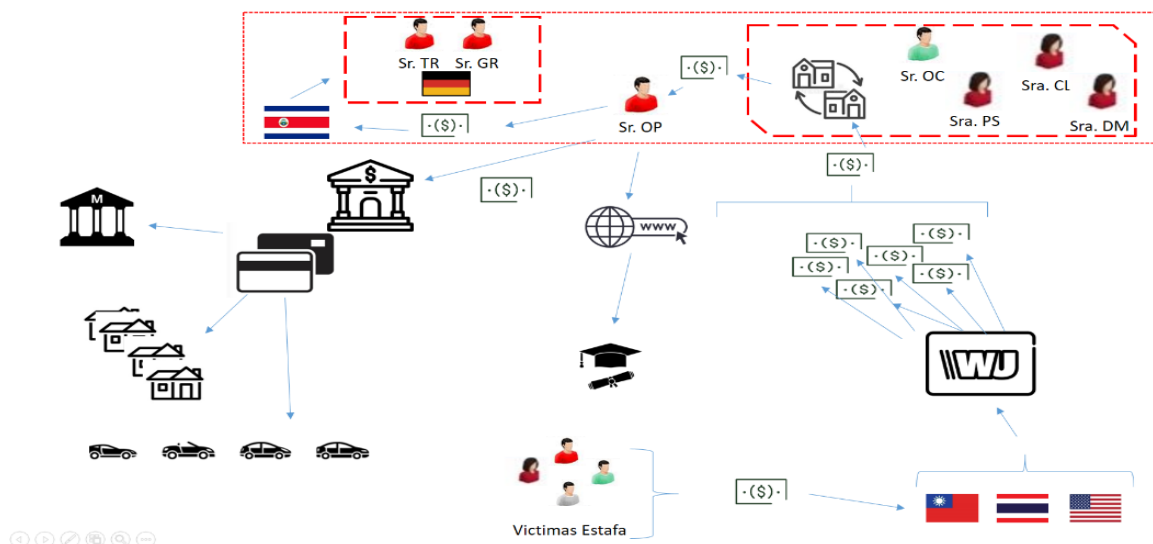 Sr. TR Sr. GR
Sr. OC
Sra. CL
·($)·
Sra. PS
Sra. DM
·($)·
Sr. OP
·($)·
$
·($)·
M
www
·($)·
·($)·
·($)·
·($)·
·($)·
·($)·
WU
·($)·
Victimas Estafa